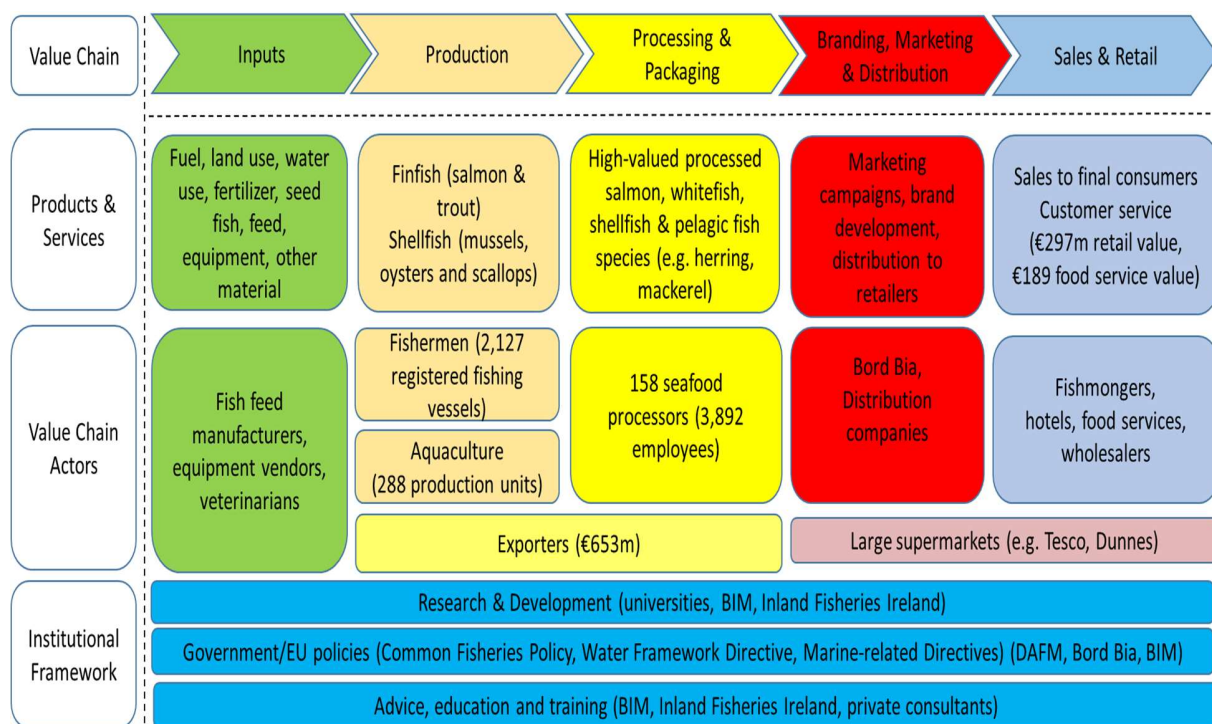 Value Chain
Inputs
Production
Processing &
Packaging
Branding, Marketing
& Distribution
Sales & Retail
Products &
Services
Fuel, land use, water
use, fertilizer, seed
fish, feed,
equipment, other
material
Finfish (salmon &
trout)
Shellfish (mussels,
oysters and scallops)
High-valued processed
salmon, whitefish,
shellfish & pelagic fish
species (e.g. herring,
mackerel)
Marketing
campaigns, brand
development,
distribution to
retailers
Sales to final consumers
Customer service
(€297m retail value,
€189 food service value)
Value Chain
Actors
Fish feed
manufacturers,
equipment vendors,
veterinarians
Fishermen (2,127
registered fishing
vessels)
Aquaculture
(288 production units)
158 seafood
processors (3,892
employees)
Bord Bia,
Distribution
companies
Fishmongers,
hotels, food services,
wholesalers
Exporters (€653m)
Large supermarkets (e.g. Tesco, Dunnes)
Institutional
Framework
Research & Development (universities, BIM, Inland Fisheries Ireland)
Government/EU policies (Common Fisheries Policy, Water Framework Directive, Marine-related Directives) (DAFM, Bord Bia, BIM)
Advice, education and training (BIM, Inland Fisheries Ireland, private consultants)